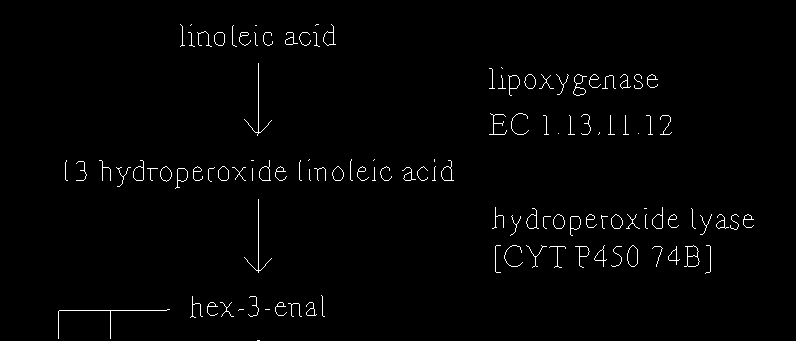 linoleic acid
lipoxygenase
EC 1.13.11.12
13 hydroperoxide linoleic acid
hydroperoxide lyase
[CYT P450 74B]
hex-3-enal